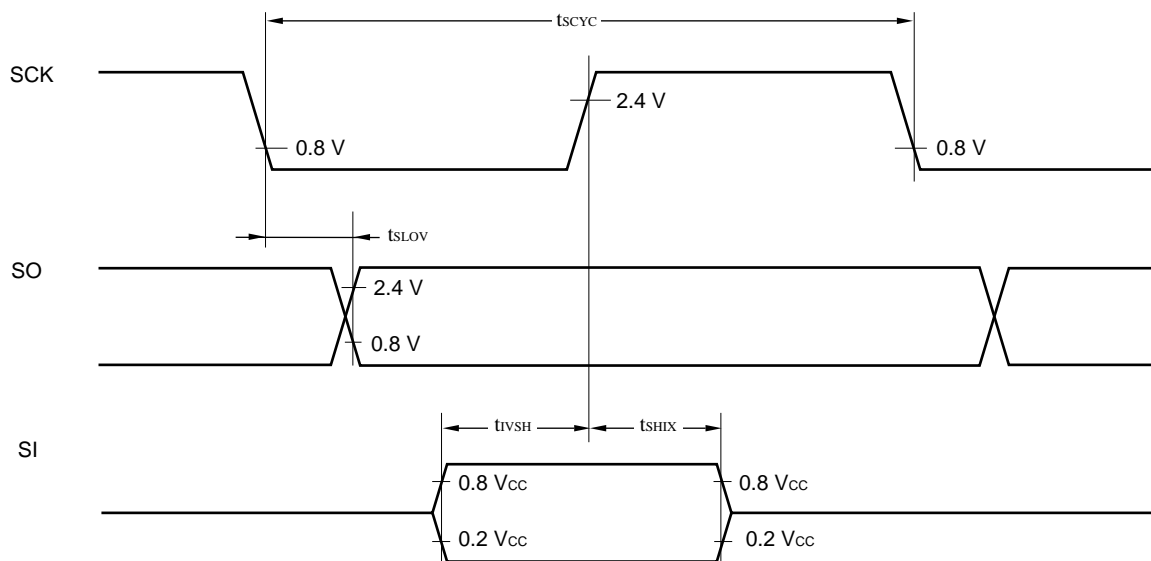 tSCYC
SCK
2.4 V
0.8 V
0.8 V
tSLOV
SO
2.4 V
0.8 V
tIVSH
tSHIX
SI
0.8 VCC
0.8 VCC
0.2 VCC
0.2 VCC